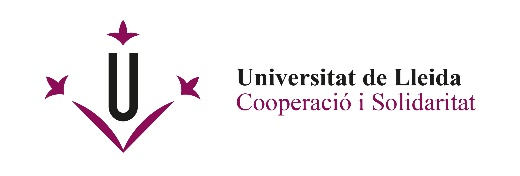 U
Universitat de Lleida
Cooperació i Solidaritat